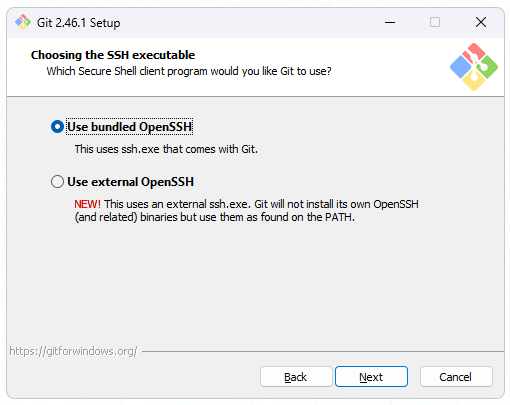 Git 2.46.1 Setup
Choosing the SSH executable
Which Secure Shell client program would you like Git to use?
Use bundled OpenSSH
This uses ssh.exe that comes with Git.
Use external OpenSSH
NEW! This uses an external ssh.exe. Git will not install its own OpenSSH
(and related) binaries but use them as found on the PATH.
https://gitforwindows.org/
Back
Next
Cancel